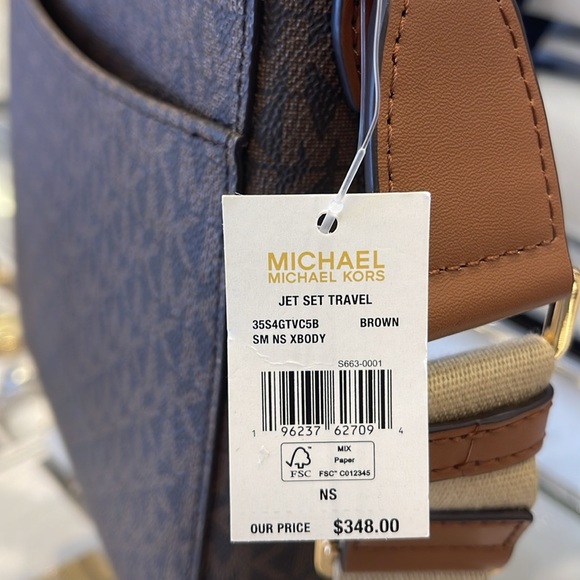 MICHAEL
MICHAEL KORS
JET SET TRAVEL
35S4GTVC5B BROWN
SM NS XBODY
S663-0001
1 96237 62709 4
FSC
MIX
Paper
FSC™ C012345
NS
OUR PRICE $348.00